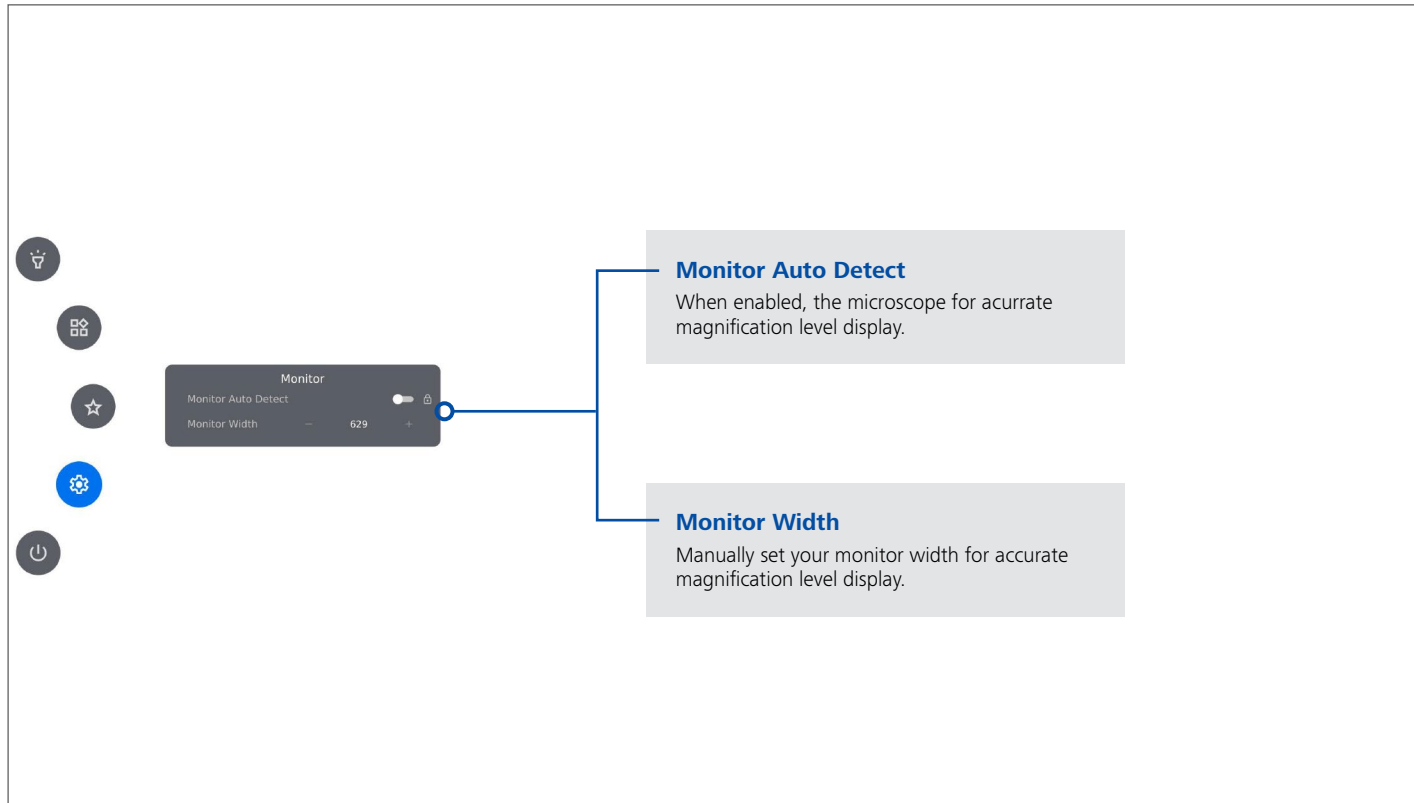 Monitor
Monitor Auto Detect
Monitor Width − 629 +
Monitor Auto Detect
When enabled, the microscope for acurrate
magnification level display.
Monitor Width
Manually set your monitor width for accurate
magnification level display.